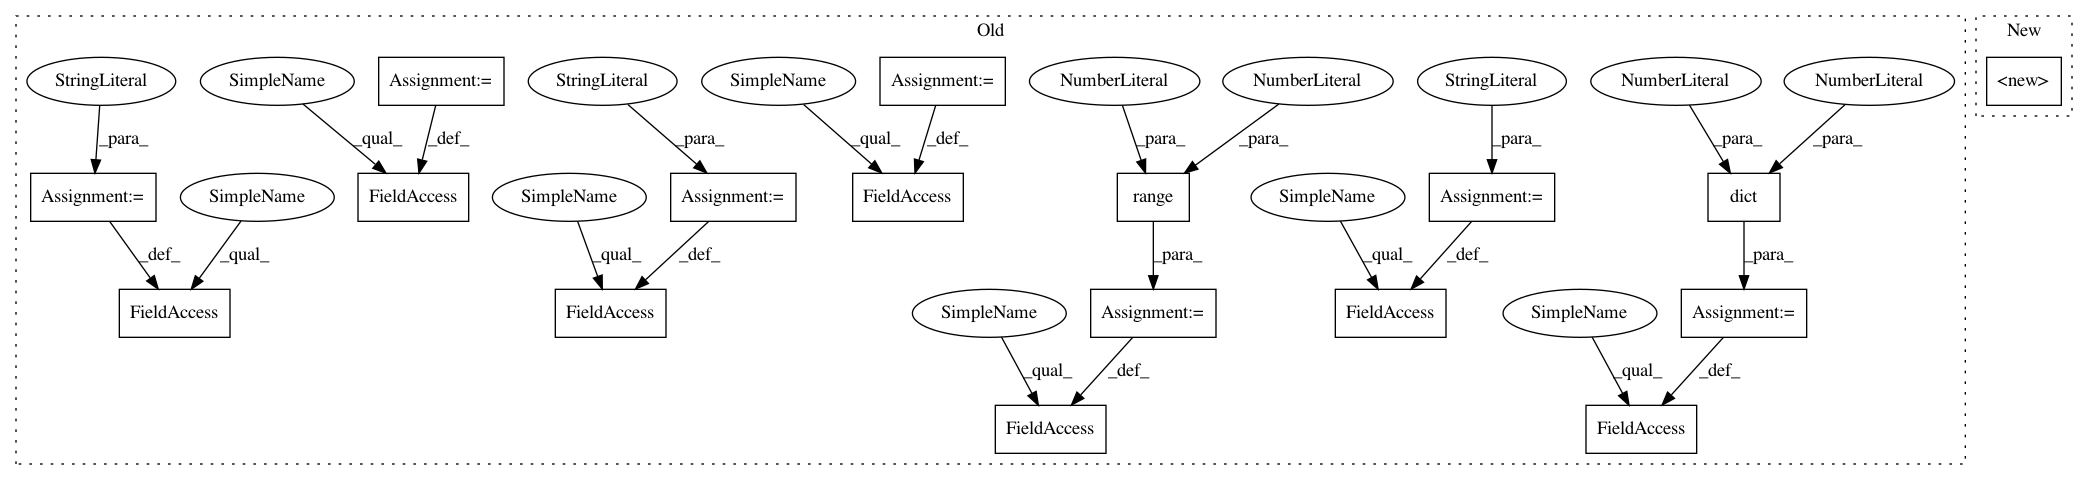 Old
New
StringLiteral
SimpleName
Assignment:=
StringLiteral
SimpleName
Assignment:=
NumberLiteral
NumberLiteral
StringLiteral
NumberLiteral
NumberLiteral
<new>
_para_
_qual_
_def_
_para_
_qual_
_def_
_para_
_para_
_para_
_para_
_para_
Assignment:=
SimpleName
FieldAccess
SimpleName
Assignment:=
FieldAccess
range
SimpleName
Assignment:=
dict
_def_
_qual_
_qual_
_def_
_para_
_qual_
_def_
_para_
FieldAccess
FieldAccess
SimpleName
Assignment:=
FieldAccess
SimpleName
Assignment:=
_qual_
_def_
_qual_
_def_
FieldAccess
FieldAccess